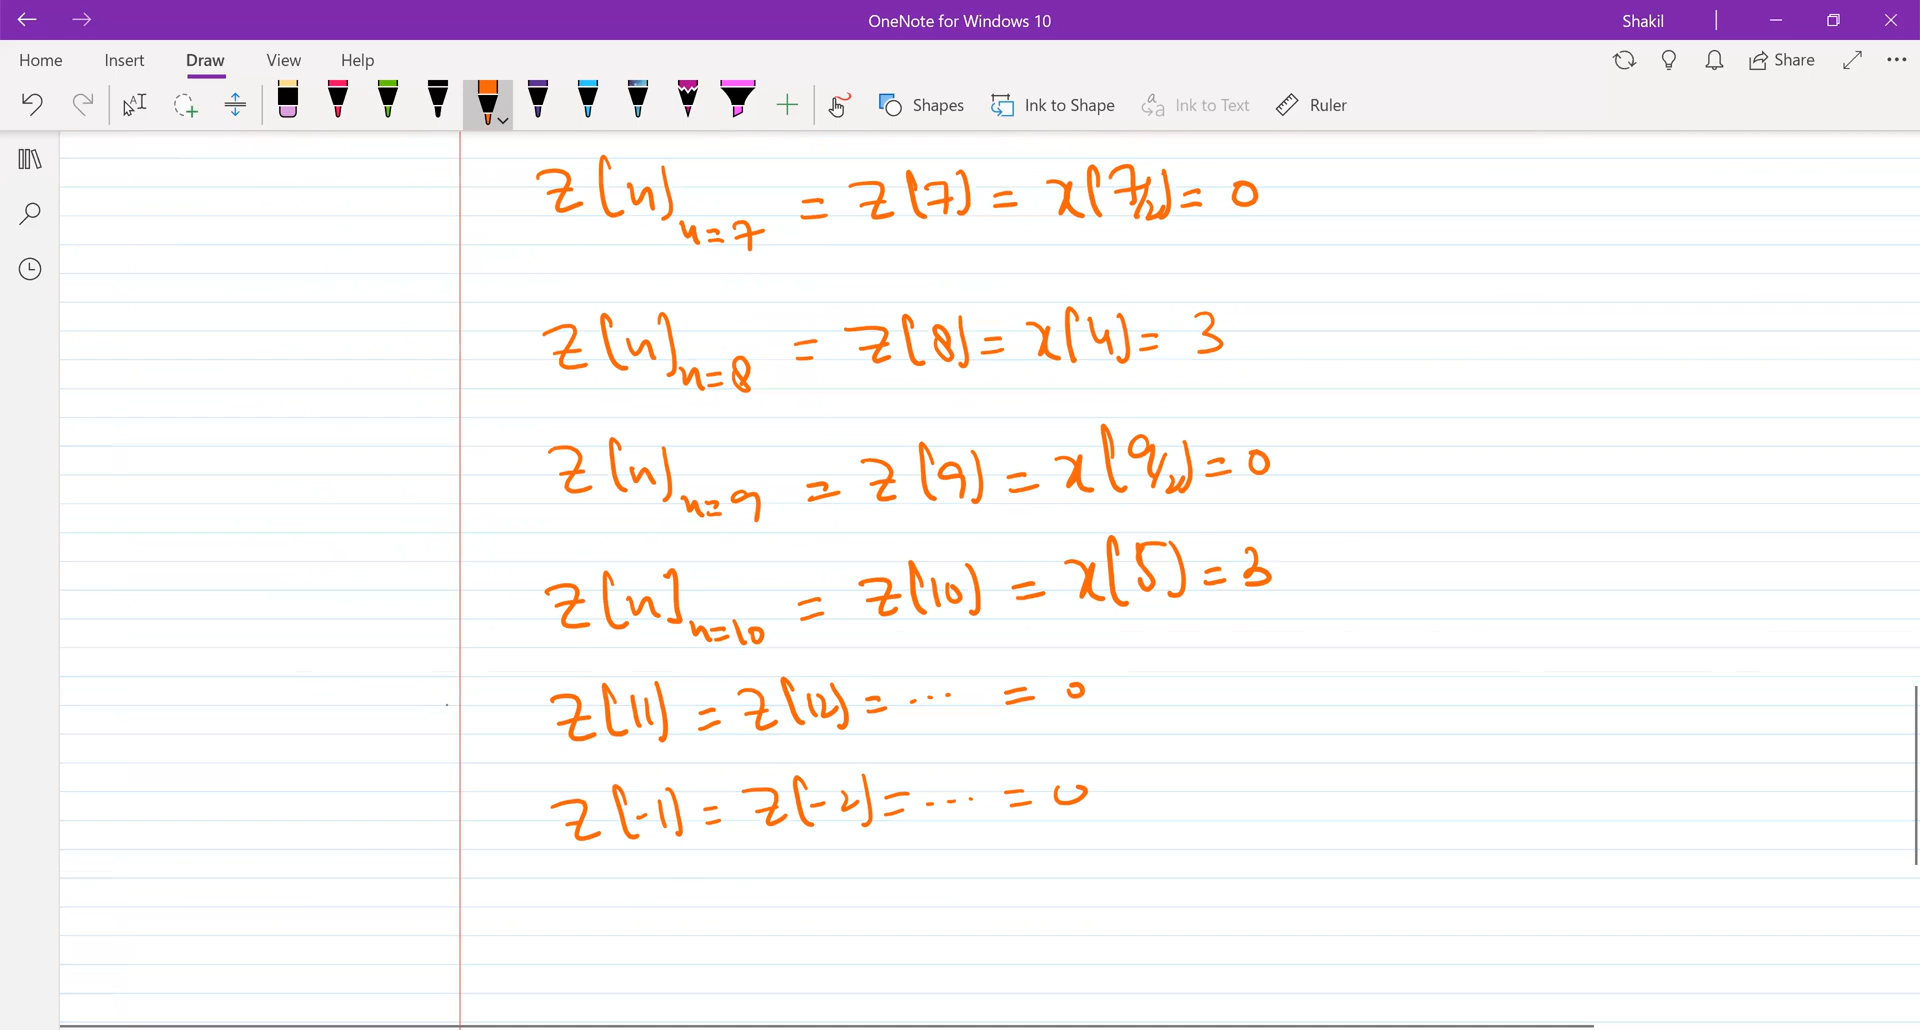 OneNote for Windows 10
Shakil
Home Insert Draw View Help
Share
Shapes Ink to Shape Ink to Text Ruler
z[n] n=7 = z[7] = x[7/2] = 0
z[n] n=8 = z[8] = x[4] = 3
z[n] n=9 = z[9] = x[9/2] = 0
z[n] n=10 = z[10] = x[5] = 3
z[11] = z[12] = ... = 0
z[-1] = z[-2] = ... = 0